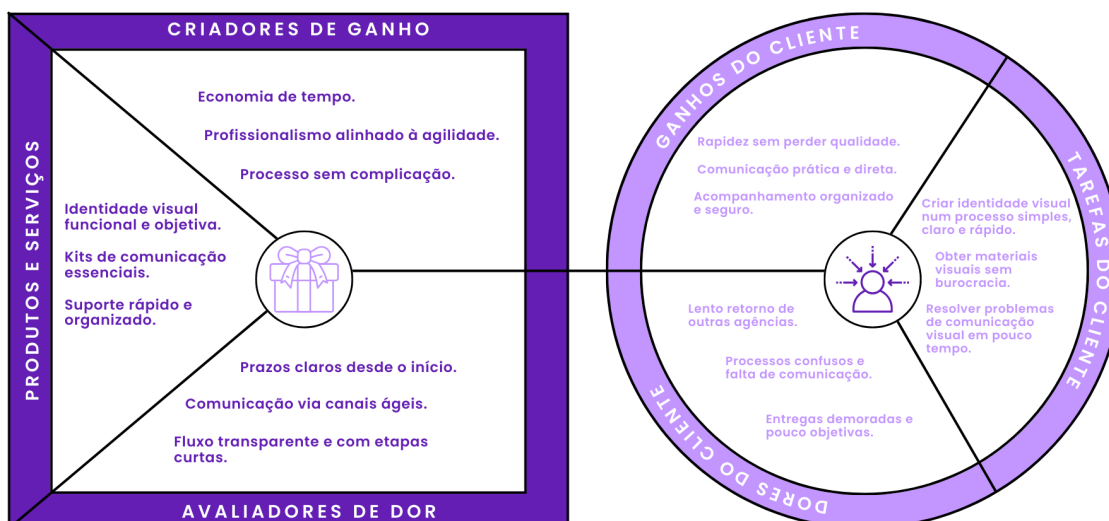 CRIADORES DE GANHO
Economia de tempo.
Profissionalismo alinhado à agilidade.
Processo sem complicação.
PRODUTOS E SERVIÇOS
Identidade visual
funcional e objetiva.
Kits de comunicação
essenciais.
Suporte rápido e
organizado.
Prazos claros desde o início.
Comunicação via canais ágeis.
Fluxo transparente e com etapas
curtas.
AVALIADORES DE DOR
GANHOS DO CLIENTE
Rapidez sem perder qualidade.
Comunicação prática e direta.
Acompanhamento organizado
e seguro.
TAREFAS DO CLIENTE
Criar identidade visual
num processo simples,
claro e rápido.
Obter materiais
visuais sem
burocracia.
Resolver problemas
de comunicação
visual em pouco
tempo.
Lento retorno de
outras agências.
Processos confusos e
falta de comunicação.
Entregas demoradas e
pouco objetivas.
DORES DO CLIENTE